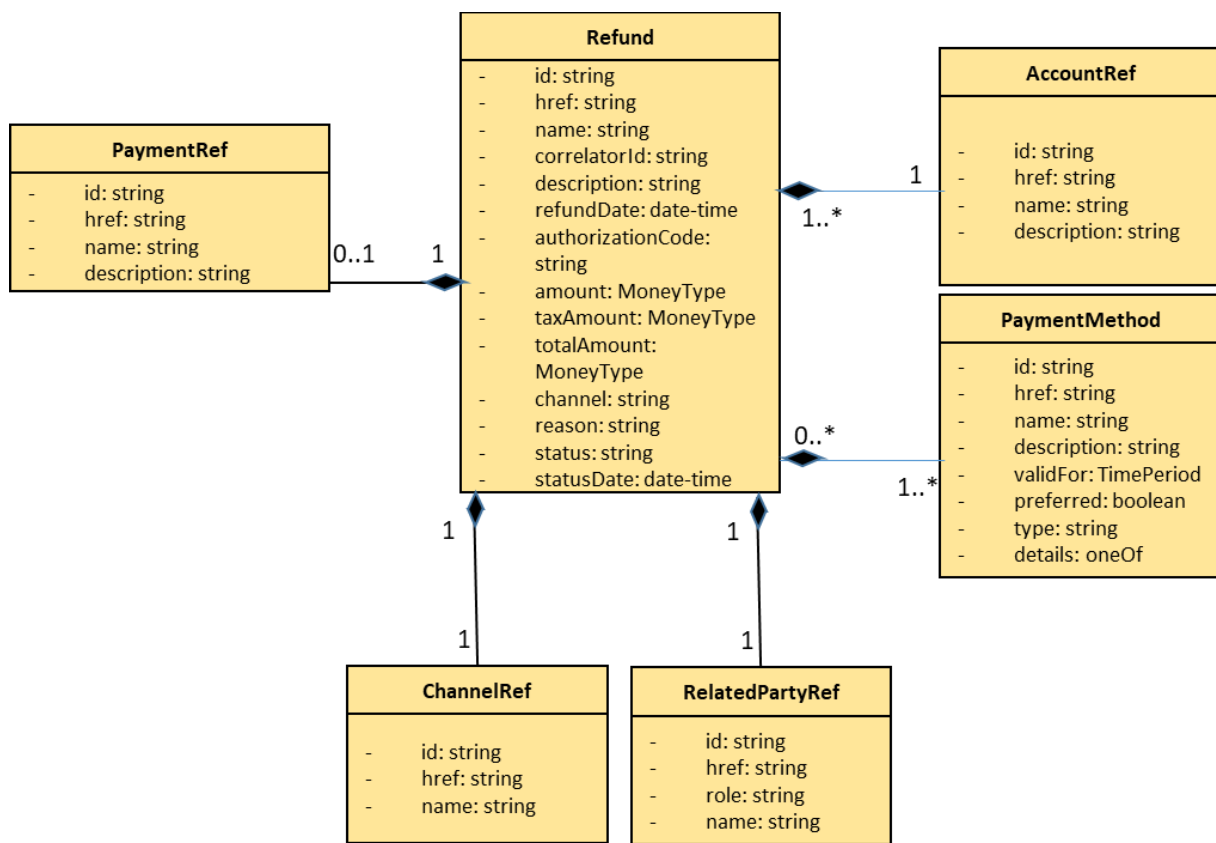 Refund
- id: string
- href: string
- name: string
- correlatorId: string
- description: string
- refundDate: date-time
- authorizationCode:
string
- amount: MoneyType
- taxAmount: MoneyType
- totalAmount:
MoneyType
- channel: string
- reason: string
- status: string
- statusDate: date-time
PaymentRef
- id: string
- href: string
- name: string
- description: string
0..1
1
AccountRef
- id: string
- href: string
- name: string
- description: string
1
1..*
PaymentMethod
- id: string
- href: string
- name: string
- description: string
- validFor: TimePeriod
- preferred: boolean
- type: string
- details: oneOf
0..*
1..*
1
1
1
1
ChannelRef
- id: string
- href: string
- name: string
RelatedPartyRef
- id: string
- href: string
- role: string
- name: string